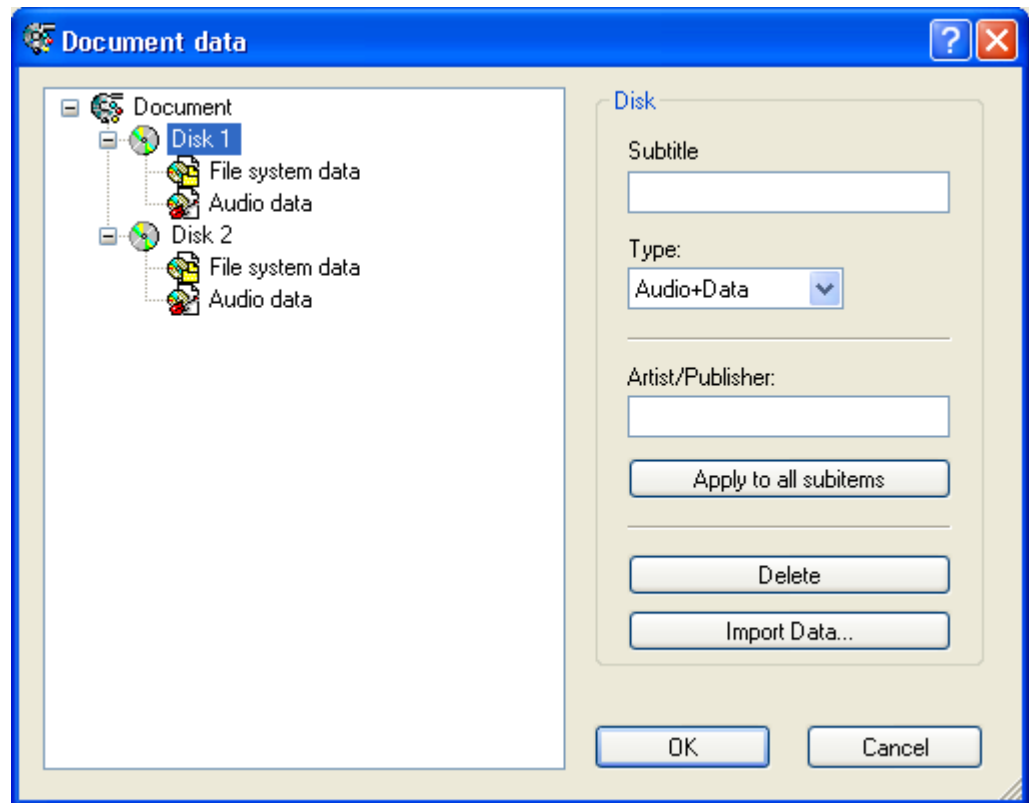 Document data
Document
Disk 1
File system data
Audio data
Disk 2
File system data
Audio data
Disk
Subtitle
Type:
Audio+Data
Artist/Publisher:
Apply to all subitems
Delete
Import Data...
OK
Cancel